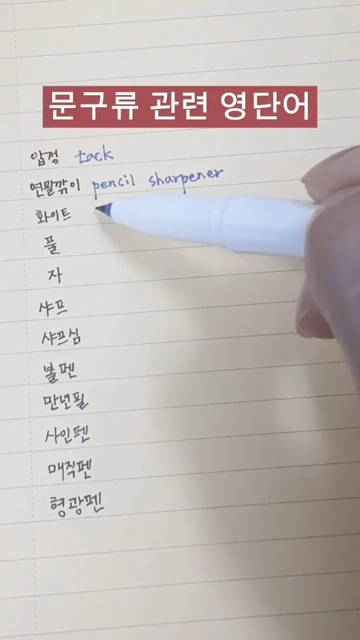 문구류 관련 영단어
압정 tack
연필깎이 pencil sharpener
화이트
풀
자
샤프
샤프심
볼펜
만년필
사인펜
매직펜
형광펜